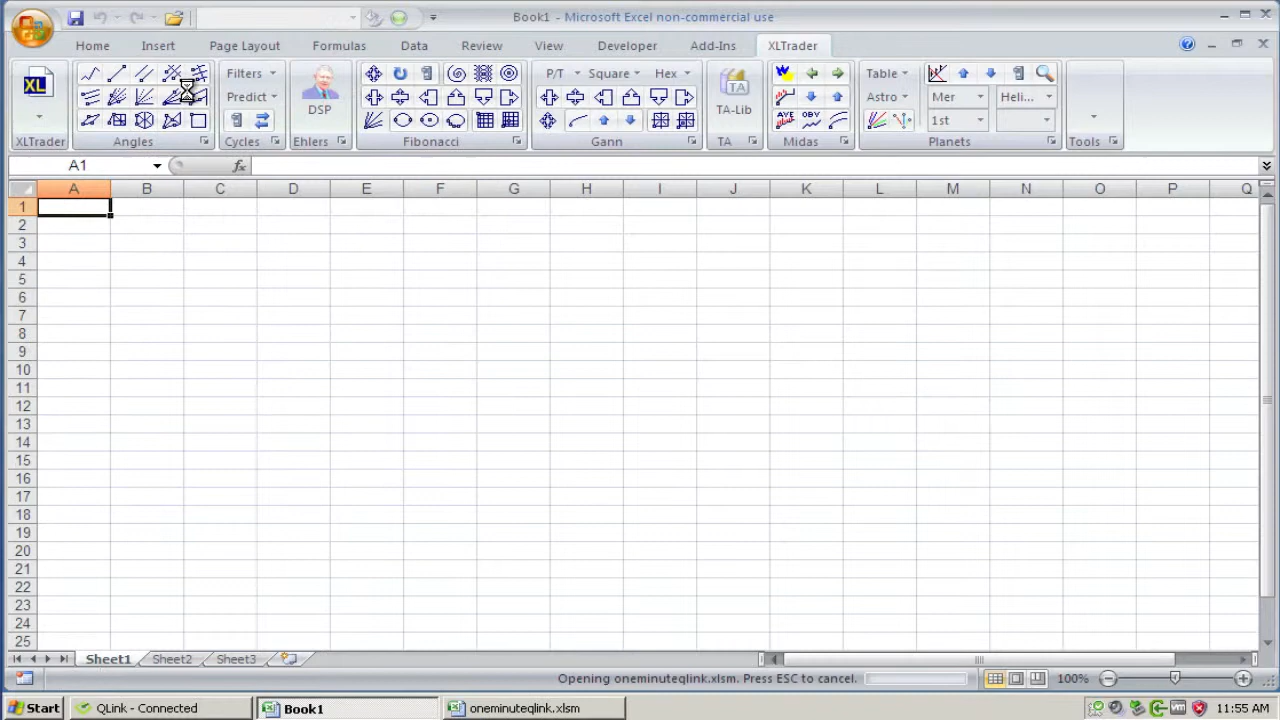 Book1 - Microsoft Excel non-commercial use
Home Insert Page Layout Formulas Data Review View Developer Add-Ins XLTrader
XL Filters DSP P/T Square Hex TA TA-Lib Table Mer Heli...
Predict Astro 1st
AYE OBV
XLTrader Angles Cycles Ehlers Fibonacci Gann TA Midas Planets Tools
A1 fx
A B C D E F G H I J K L M N O P Q
1
2
3
4
5
6
7
8
9
10
11
12
13
14
15
16
17
18
19
20
21
22
23
24
25
Sheet1 Sheet2 Sheet3
Opening oneminuteqlink.xlsm. Press ESC to cancel. 100%
Start QLink - Connected Book1 oneminuteqlink.xlsm 11:55 AM